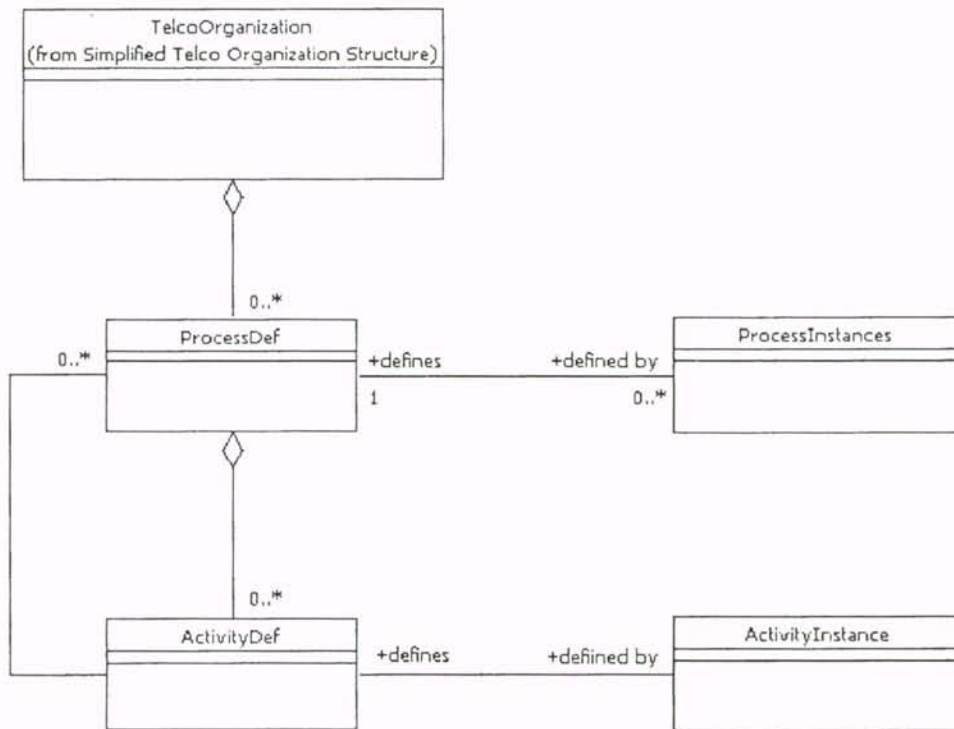 TelcoOrganization
(from Simplified Telco Organization Structure)
0..*
ProcessDef
ProcessInstances
0..*
+defines
+defined by
1
0..*
0..*
ActivityDef
ActivityInstance
+defines
+defiined by